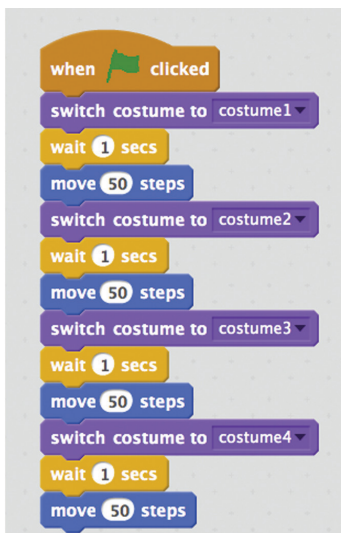 when clicked
switch costume to costume1
wait 1 secs
move 50 steps
switch costume to costume2
wait 1 secs
move 50 steps
switch costume to costume3
wait 1 secs
move 50 steps
switch costume to costume4
wait 1 secs
move 50 steps